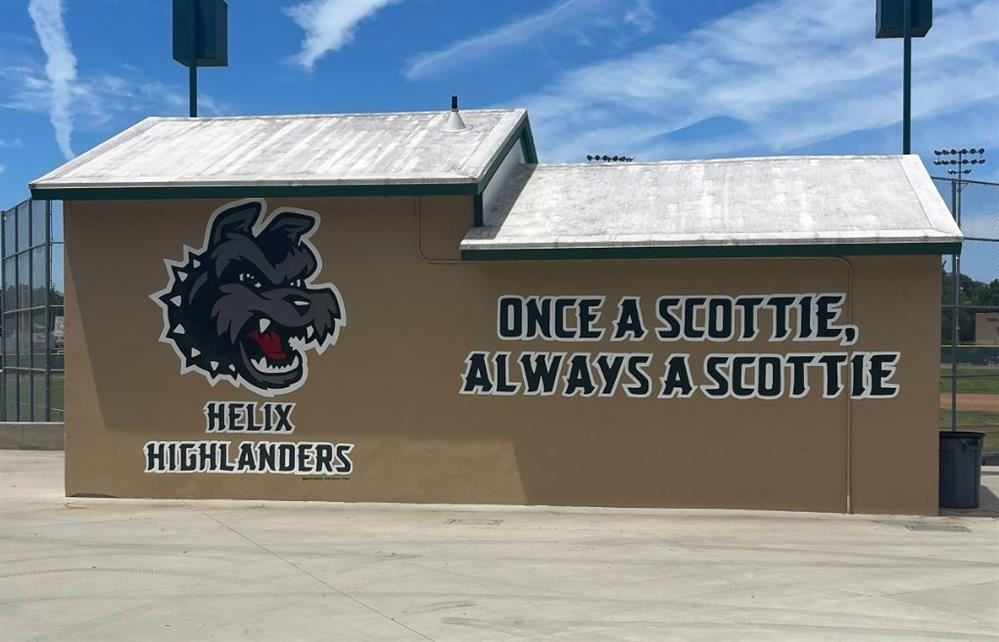 HELIX
HIGHLANDERS
ONCE A SCOTTIE,
ALWAYS A SCOTTIE